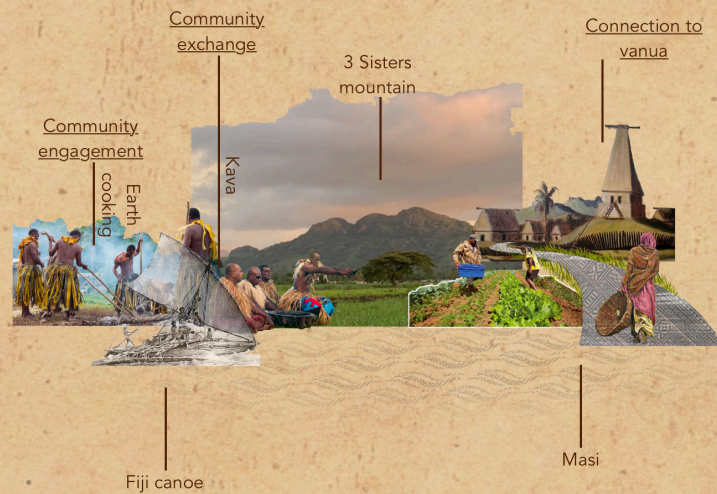 Community
exchange
3 Sisters
mountain
Connection to
vanua
Community
engagement
Earth
cooking
Kava
Fiji canoe
Masi